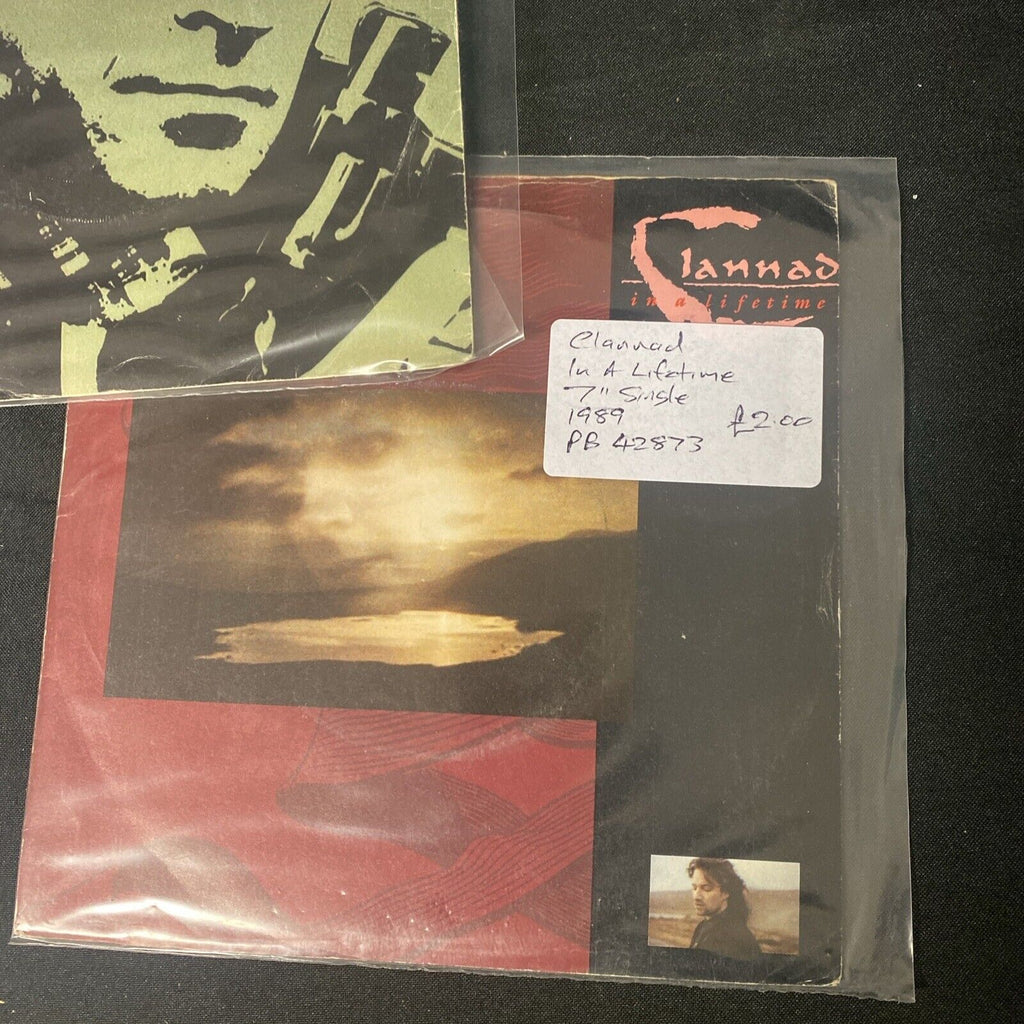 Clannad
in a lifetime
Clannad
In A Lifetime
7" Single
1989 £2.00
PB 42873